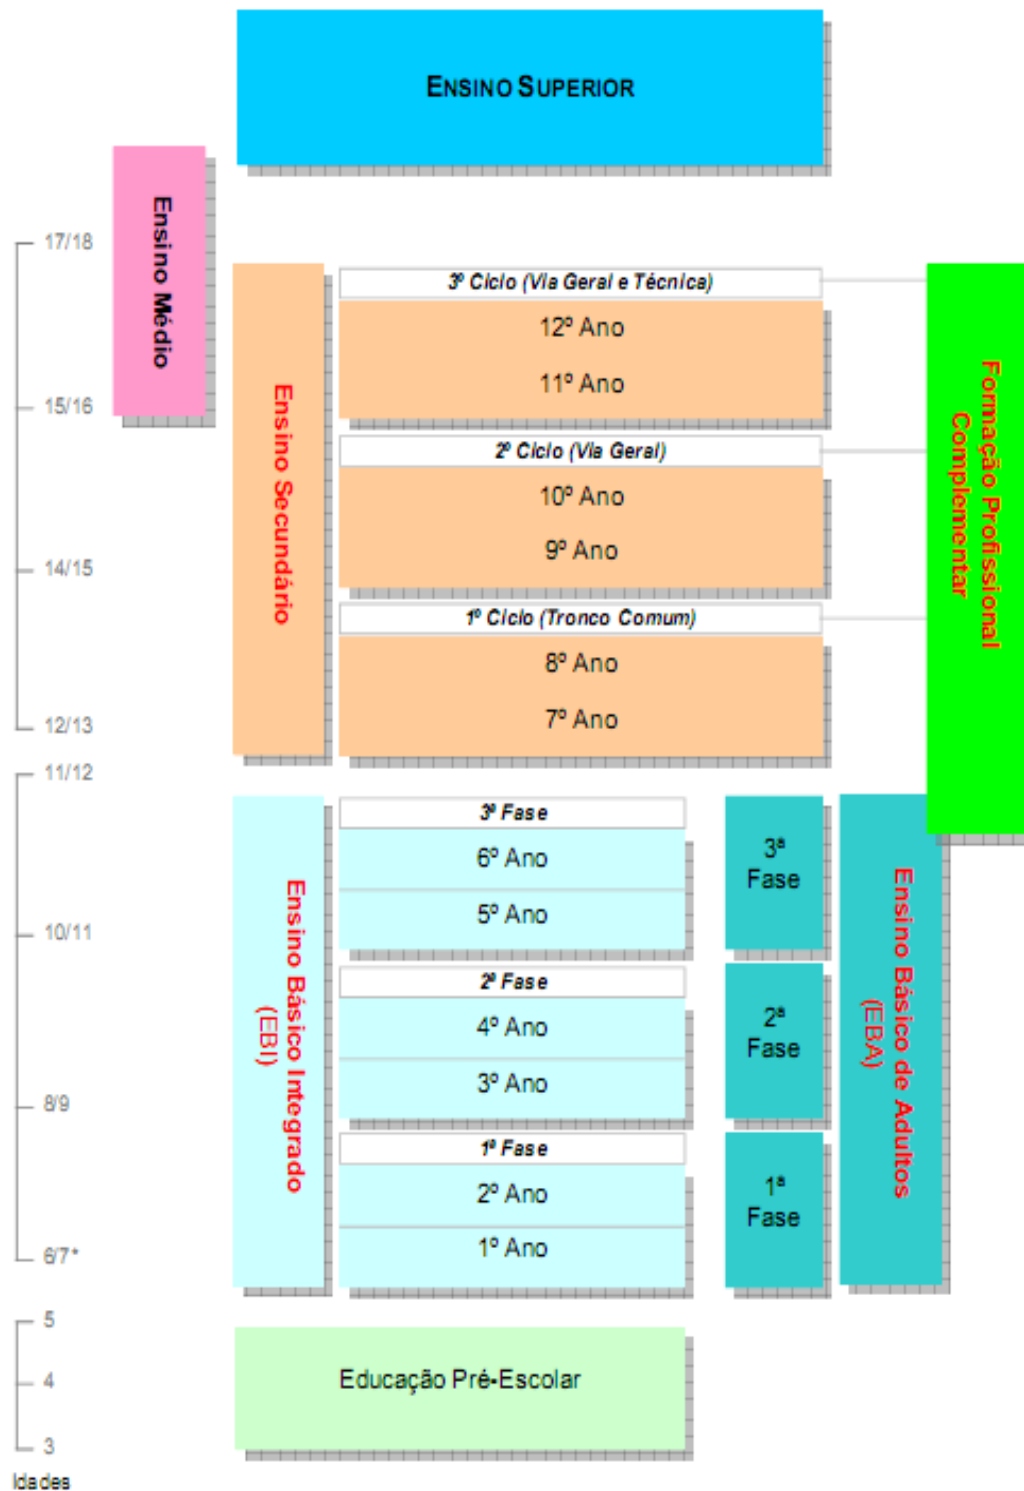 ENSINO SUPERIOR
Ensino Médio
17/18
15/16
14/15
12/13
Ensino Secundário
3º Ciclo (Via Geral e Técnica)
12º Ano
11º Ano
2º Ciclo (Via Geral)
10º Ano
9º Ano
1º Ciclo (Tronco Comum)
8º Ano
7º Ano
Formação Profissional
Complementar
11/12
10/11
8/9
6/7*
Ensino Básico Integrado
(EBI)
3ª Fase
6º Ano
5º Ano
2ª Fase
4º Ano
3º Ano
1ª Fase
2º Ano
1º Ano
3ª
Fase
2ª
Fase
1ª
Fase
Ensino Básico de Adultos
(EBA)
5
4
3
Educação Pré-Escolar
Idades